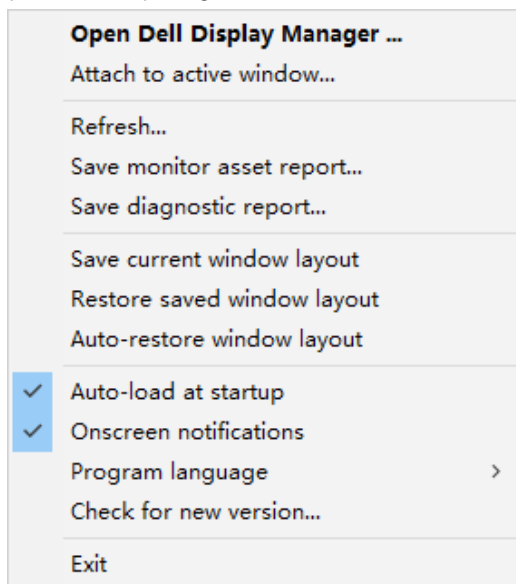 Open Dell Display Manager ...
Attach to active window...
Refresh...
Save monitor asset report...
Save diagnostic report...
Save current window layout
Restore saved window layout
Auto-restore window layout
Auto-load at startup
Onscreen notifications
Program language
Check for new version...
Exit